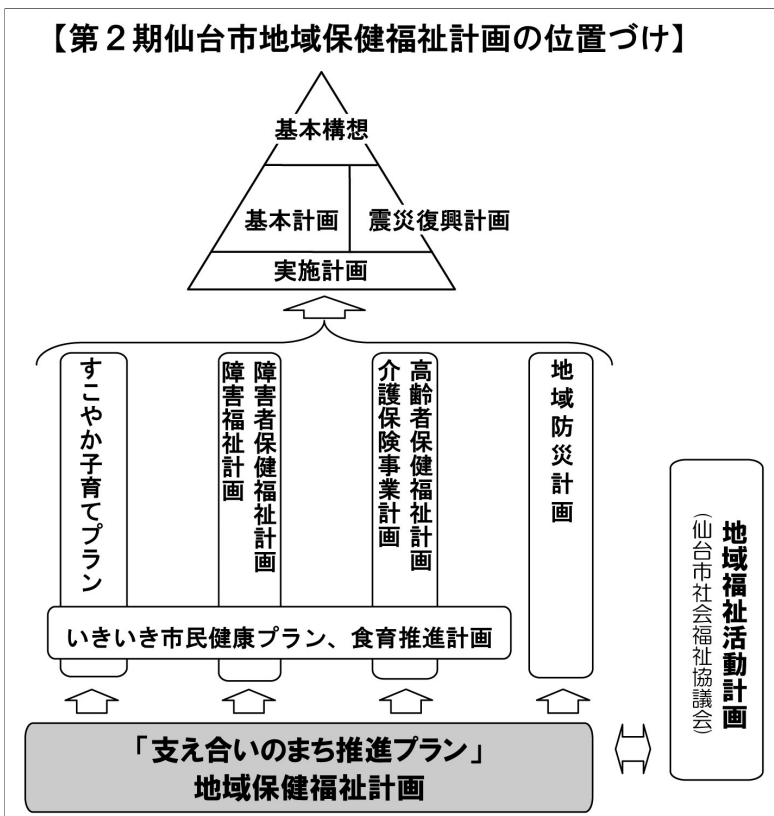 【第2期仙台市地域保健福祉計画の位置づけ】
基本構想
基本計画
震災復興計画
実施計画
すこやか子育てプラン
障害者保健福祉計画
障害福祉計画
高齢者保健福祉計画
介護保険事業計画
地域防災計画
いきいき市民健康プラン、食育推進計画
地域福祉活動計画
(仙台市社会福祉協議会)
「支え合いのまち推進プラン」
地域保健福祉計画